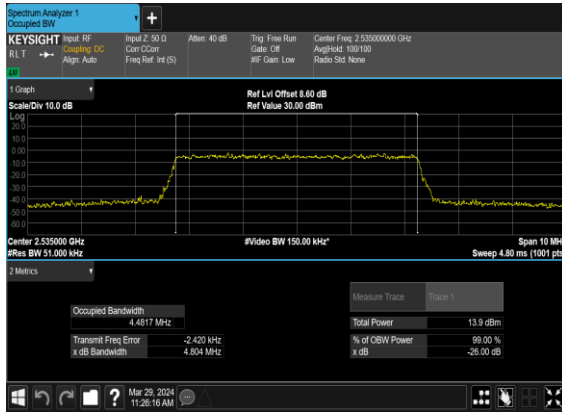 Spectrum Analyzer 1
Occupied BW
+
KEYSIGHT
RLT
LXI
Input: RF
Coupling: DC
Align: Auto
Input Z: 50 Ω
Corr CCorr
Freq Ref: Int (S)
Atten: 40 dB
Trig: Free Run
Gate: Off
#IF Gain: Low
Center Freq: 2.535000000 GHz
Avg|Hold: 100/100
Radio Std: None
1 Graph
Scale/Div 10.0 dB
Ref Lvl Offset 8.60 dB
Ref Value 30.00 dBm
Log
20.0
10.0
0.00
-10.0
-20.0
-30.0
-40.0
-50.0
-60.0
Center 2.535000 GHz
#Video BW 150.00 kHz*
Span 10 MH
#Res BW 51.000 kHz
Sweep 4.80 ms (1001 pts
2 Metrics
Measure Trace
Trace 1
Occupied Bandwidth
4.4817 MHz
Total Power
13.9 dBm
Transmit Freq Error
-2.420 kHz
% of OBW Power
99.00 %
x dB Bandwidth
4.804 MHz
x dB
-26.00 dB
?
Mar 29, 2024
11:26:16 AM